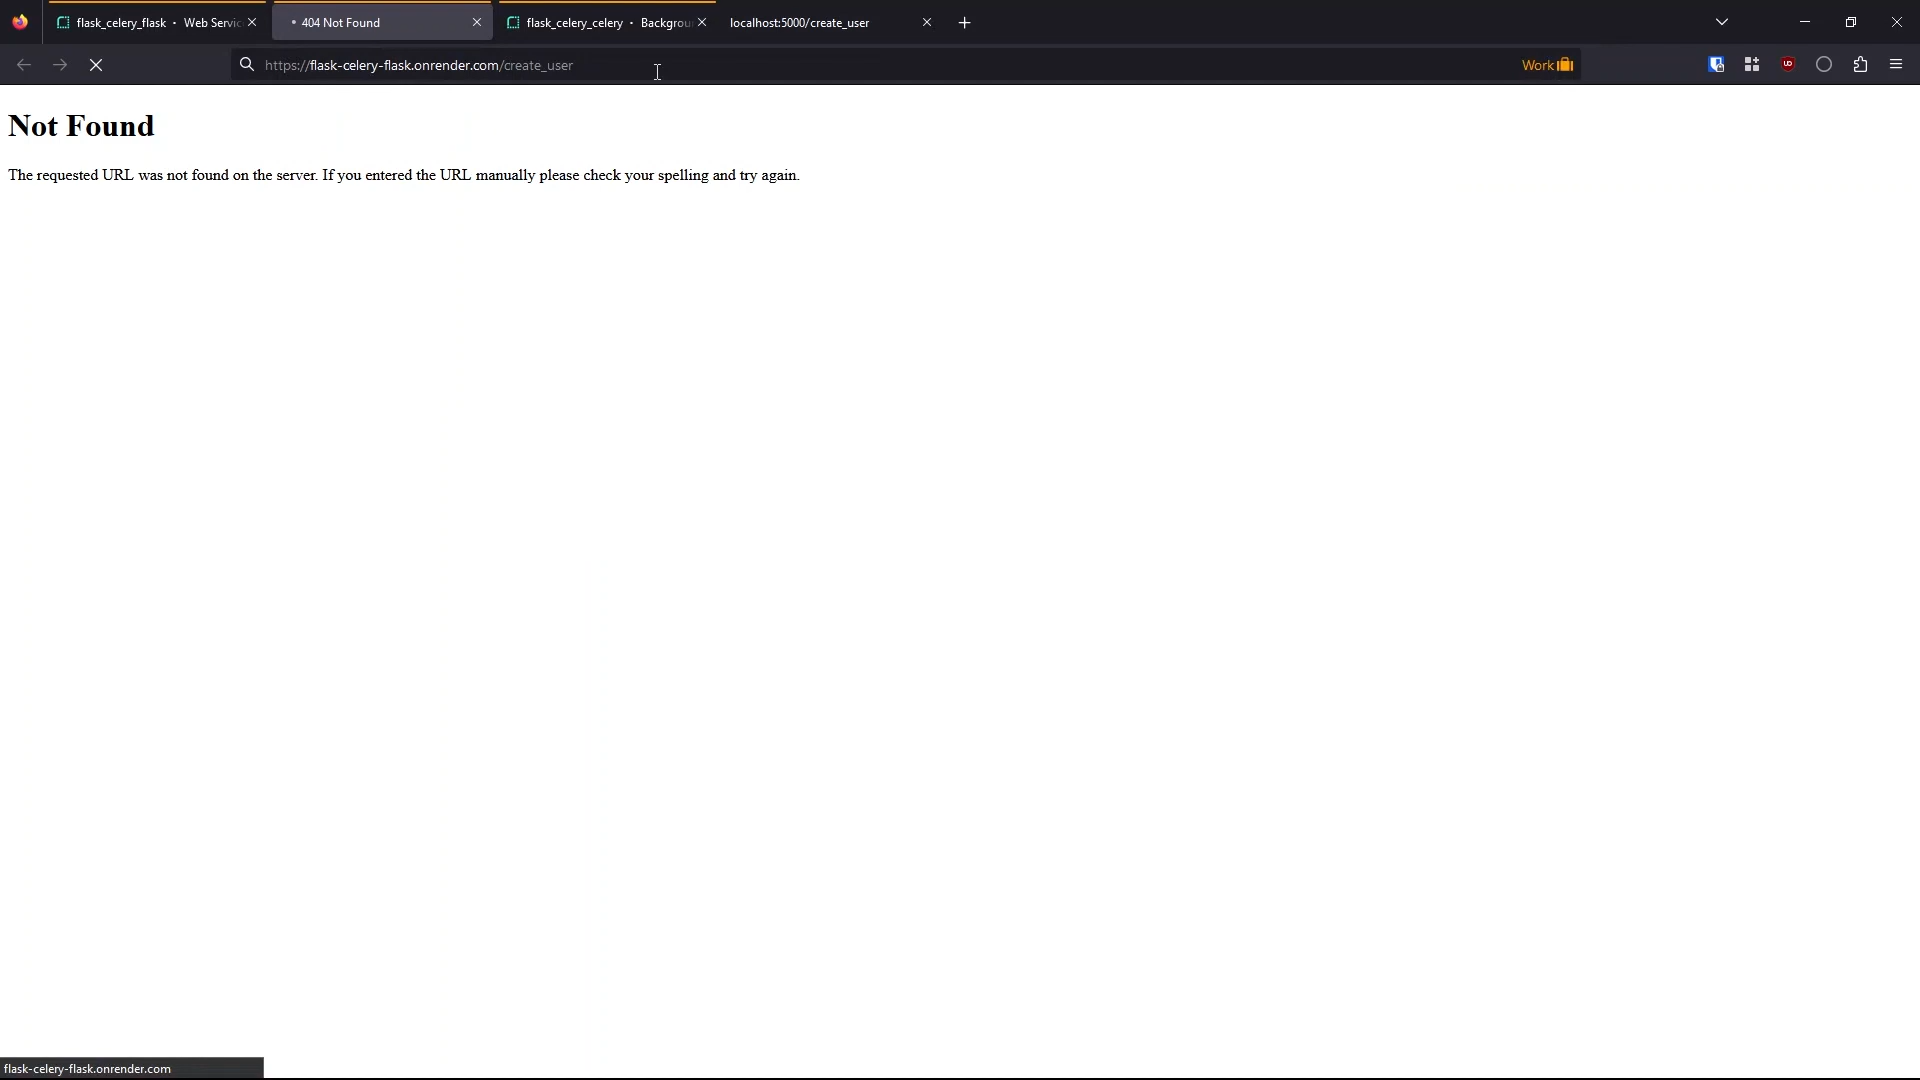 flask_celery_flask · Web Servic
404 Not Found
flask_celery_celery · Backgrou
localhost:5000/create_user
https://flask-celery-flask.onrender.com/create_user
Work
Not Found
The requested URL was not found on the server. If you entered the URL manually please check your spelling and try again.
flask-celery-flask.onrender.com